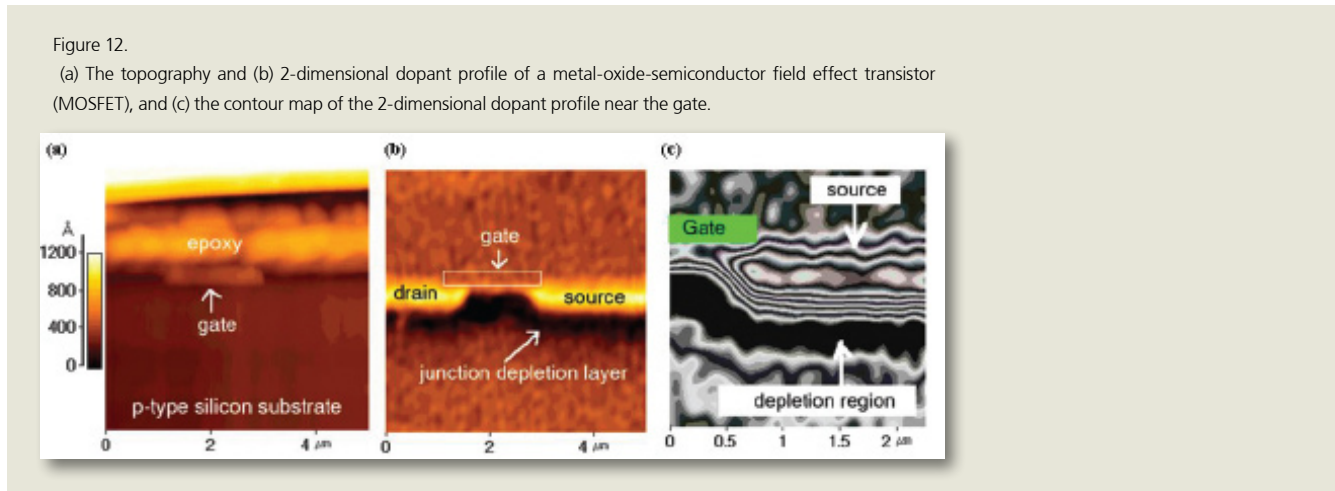 Figure 12.
(a) The topography and (b) 2-dimensional dopant profile of a metal-oxide-semiconductor field effect transistor
(MOSFET), and (c) the contour map of the 2-dimensional dopant profile near the gate.
(a)
Å
1200
800
400
0
epoxy
gate
p-type silicon substrate
0 2 4 μm
(b)
gate
drain source
junction depletion layer
0 2 4 μm
(c)
source
Gate
depletion region
0 0.5 1 1.5 2 μm